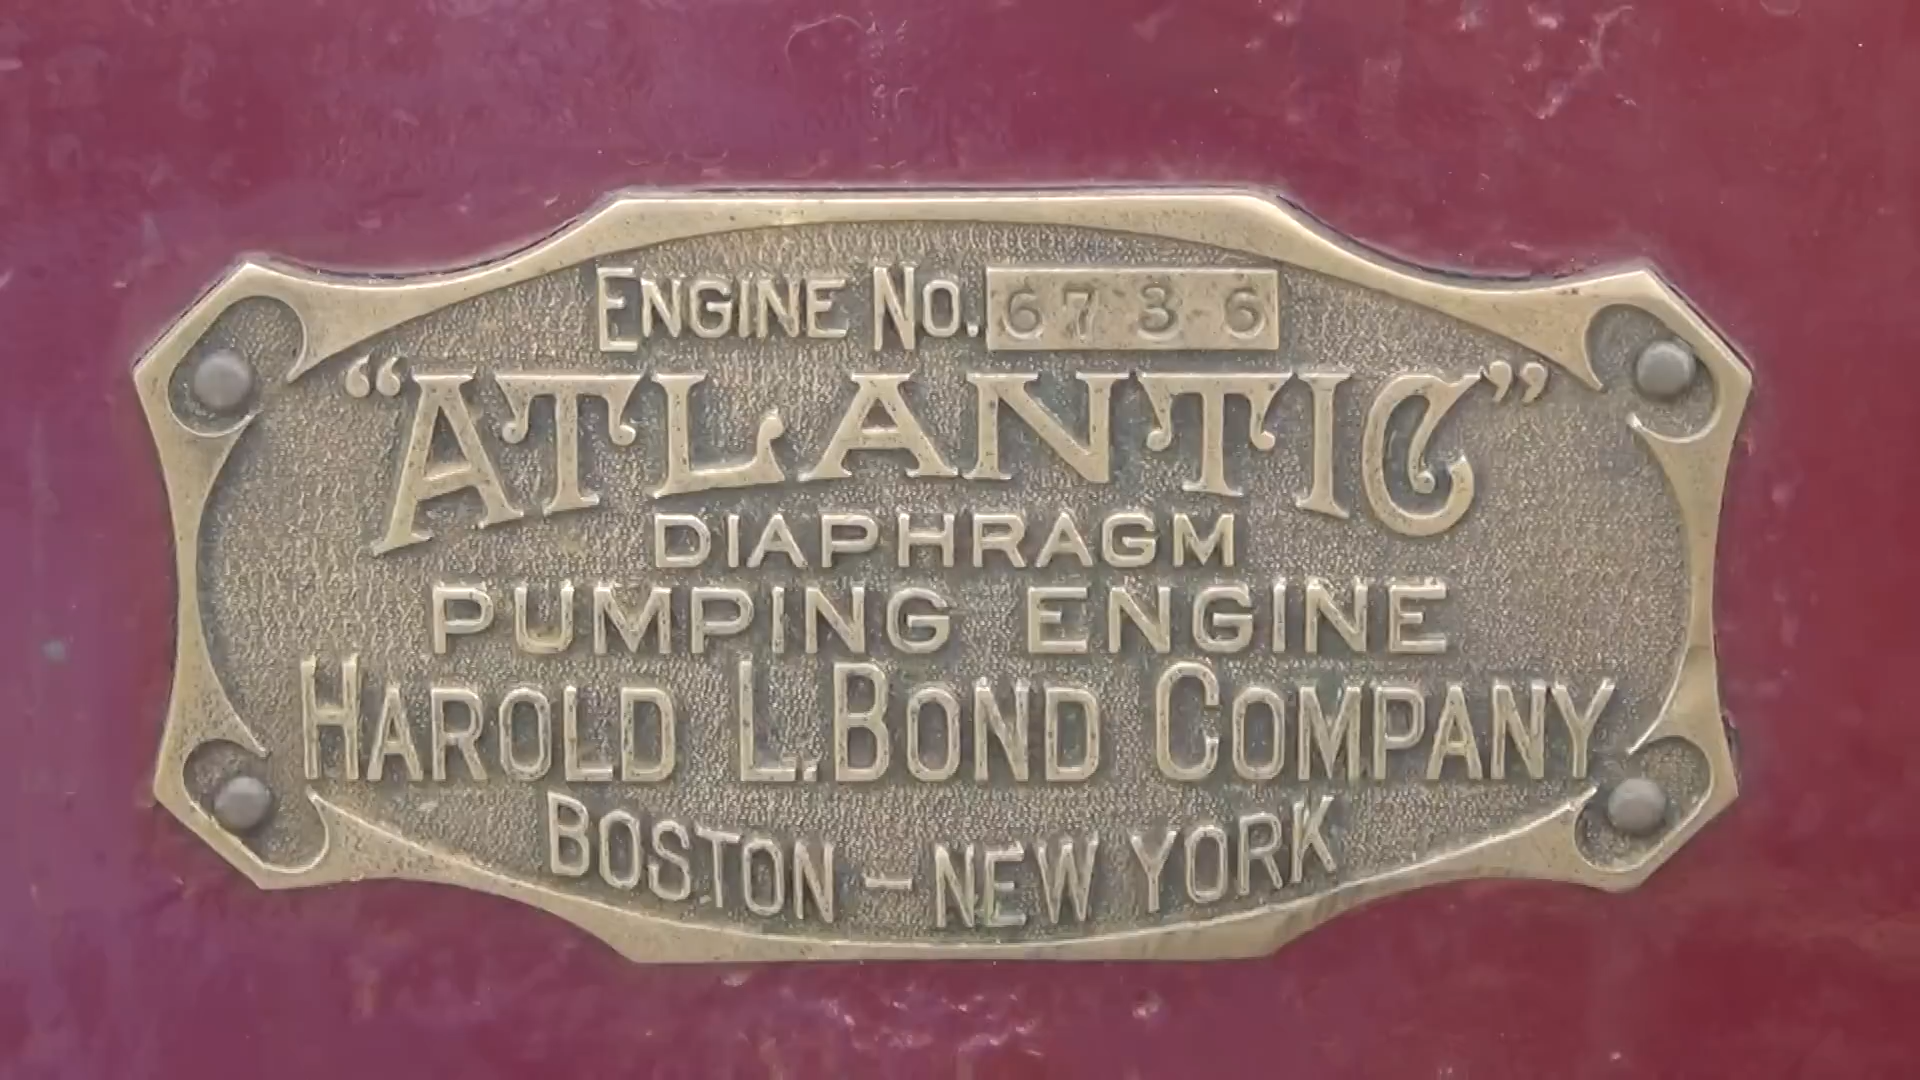 ENGINE NO. 6736
“ATLANTIC”
DIAPHRAGM
PUMPING ENGINE
HAROLD L. BOND COMPANY
BOSTON – NEW YORK